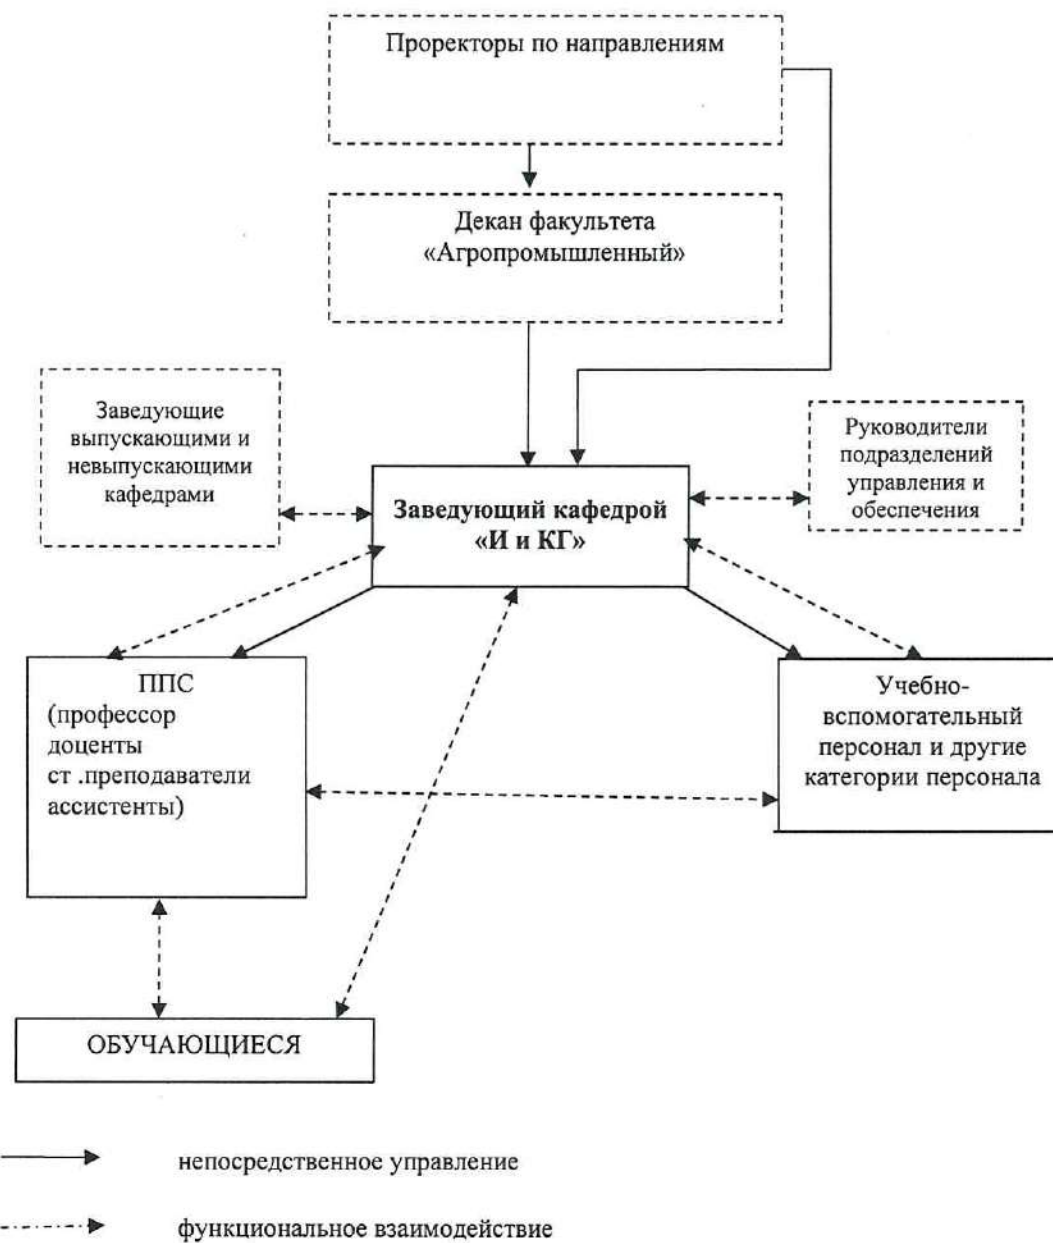 Проректоры по направлениям
Декан факультета
«Агропромышленный»
Заведующие
выпускающими и
невыпускающими
кафедрами
Руководители
подразделений
управления и
обеспечения
Заведующий кафедрой
«И и КГ»
ППС
(профессор
доценты
ст .преподаватели
ассистенты)
Учебно-
вспомогательный
персонал и другие
категории персонала
ОБУЧАЮЩИЕСЯ
непосредственное управление
функциональное взаимодействие